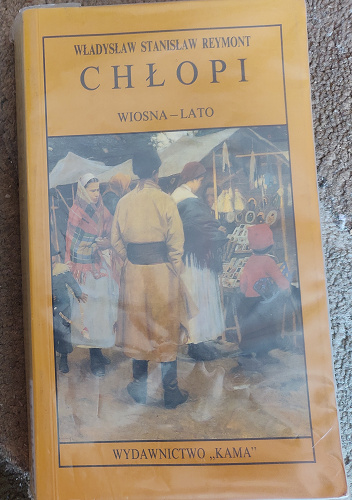 WŁADYSŁAW STANISŁAW REYMONT
CHŁOPI
WIOSNA – LATO
WYDAWNICTWO „KAMA”